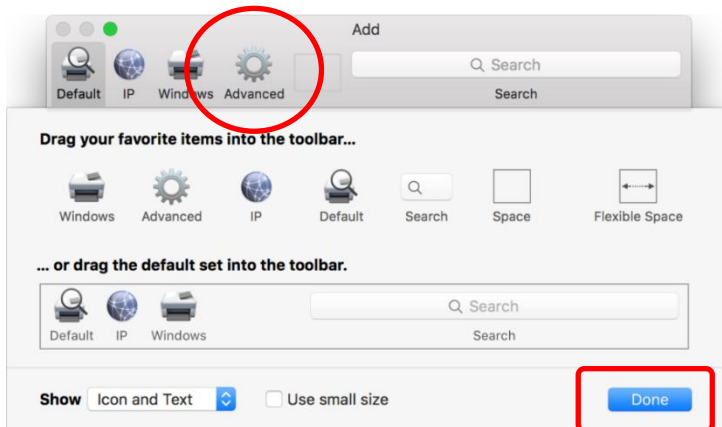 Add
Search
Default IP Windows Advanced Search
Drag your favorite items into the toolbar...
Windows Advanced IP Default Search Space Flexible Space
... or drag the default set into the toolbar.
Search
Default IP Windows Search
Show Icon and Text Use small size Done